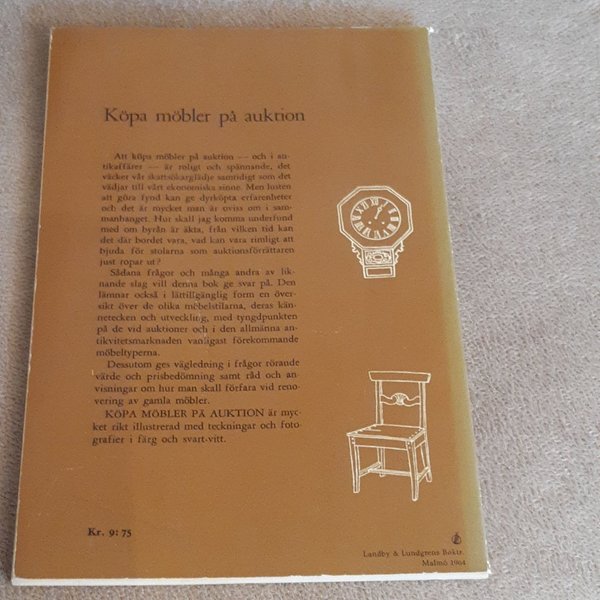 Köpa möbler på auktion
Att köpa möbler på auktion — och i an-
tikaffärer — är roligt och spännande, det
väcker vår skattsökarglädje samtidigt som det
vädjar till vårt ekonomiska sinne. Men lusten
att göra fynd kan ge dyrköpta erfarenheter
och det är mycket man är oviss om i sam-
manhanget. Hur skall jag komma underfund
med om byrån är äkta, från vilken tid kan
det där bordet vara, vad kan vara rimligt att
bjuda för stolarna som auktionsförrättaren
just ropar ut?
Sådana frågor och många andra av lik-
nande slag vill denna bok ge svar på. Den
lämnar också i lättillgänglig form en över-
sikt över de olika möbelstilarna, deras kän-
netecken och utveckling, med tyngdpunkten
på de vid auktioner och i den allmänna an-
tikvitetsmarknaden vanligast förekommande
möbeltyperna.
Dessutom ges vägledning i frågor rörande
värde och prisbedömning samt råd och an-
visningar om hur man skall förfara vid reno-
vering av gamla möbler.
KÖPA MÖBLER PÅ AUKTION är myc-
ket rikt illustrerad med teckningar och foto-
grafier i färg och svart-vitt.
Kr. 9: 75
Landby & Lundgrens Boktr.
Malmö 1964